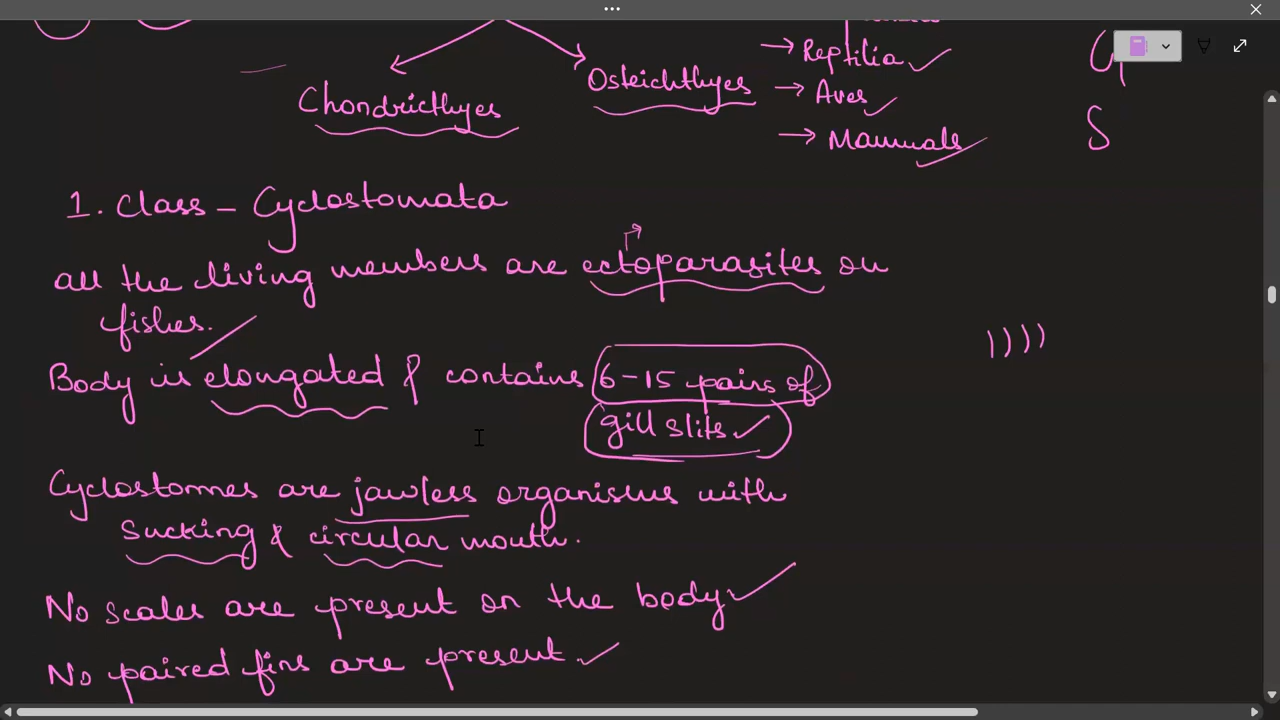 → Reptilia
Osteichthyes
→ Aves
Chondricthyes
→ Mammals
S
1. Class - Cyclostomata
all the living members are ectoparasites on
fishes.
Body is elongated & contains 6-15 pairs of
gill slits
Cyclostomes are jawless organisms with
sucking & circular mouth.
No scales are present on the body
No paired fins are present